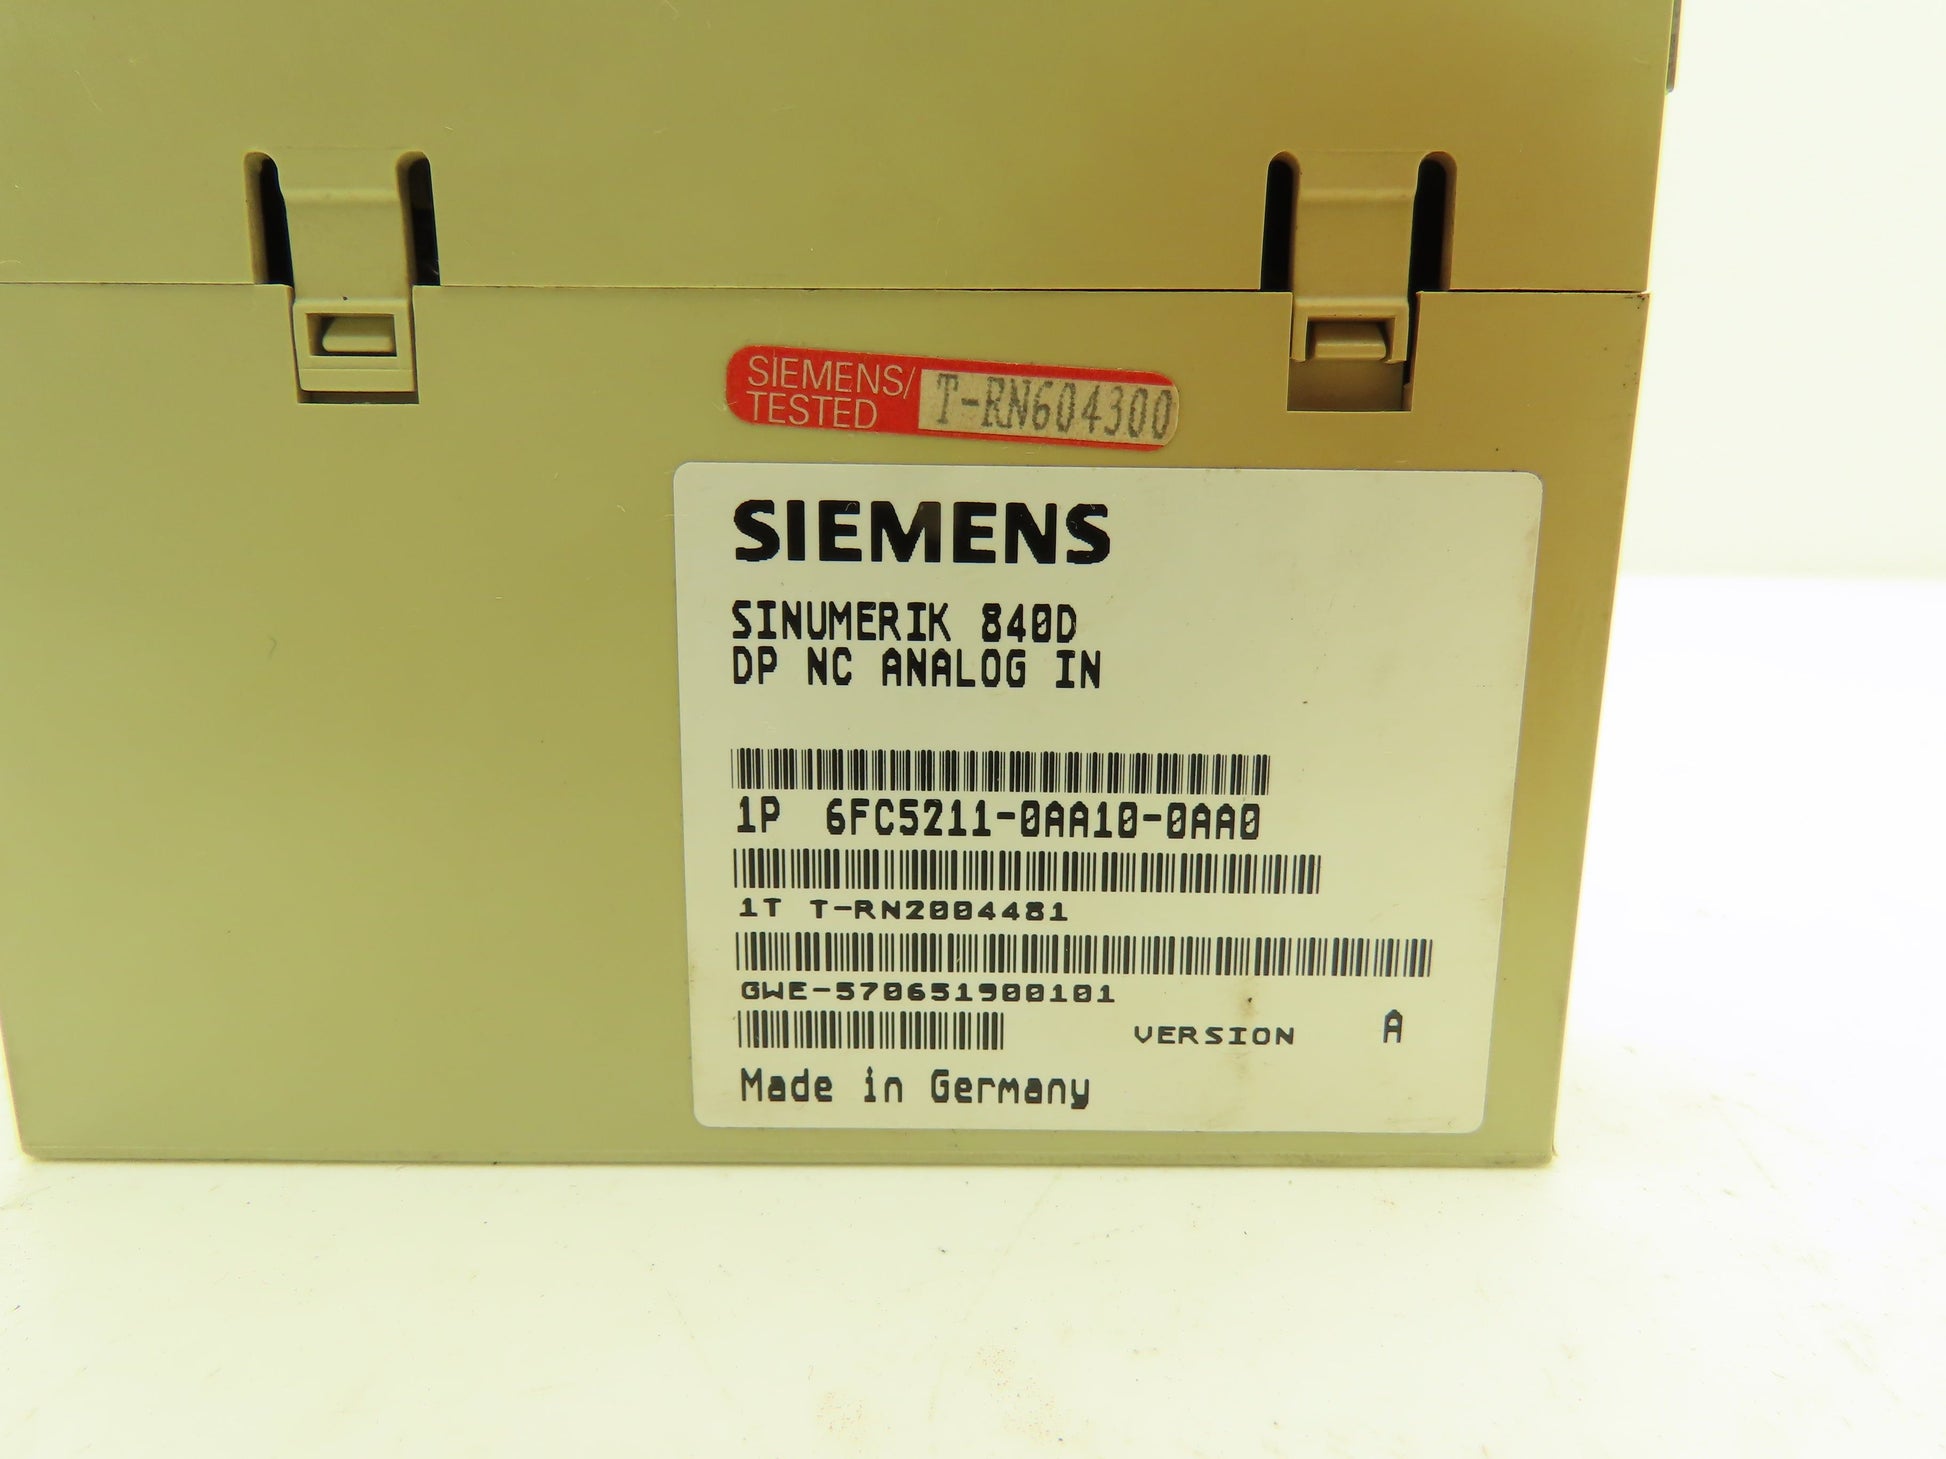 SIEMENS/
TESTED
T-RN604300
SIEMENS
SINUMERIK 840D
DP NC ANALOG IN
1P 6FC5211-0AA10-0AA0
1T T-RN2004481
GWE-570651900101
VERSION A
Made in Germany